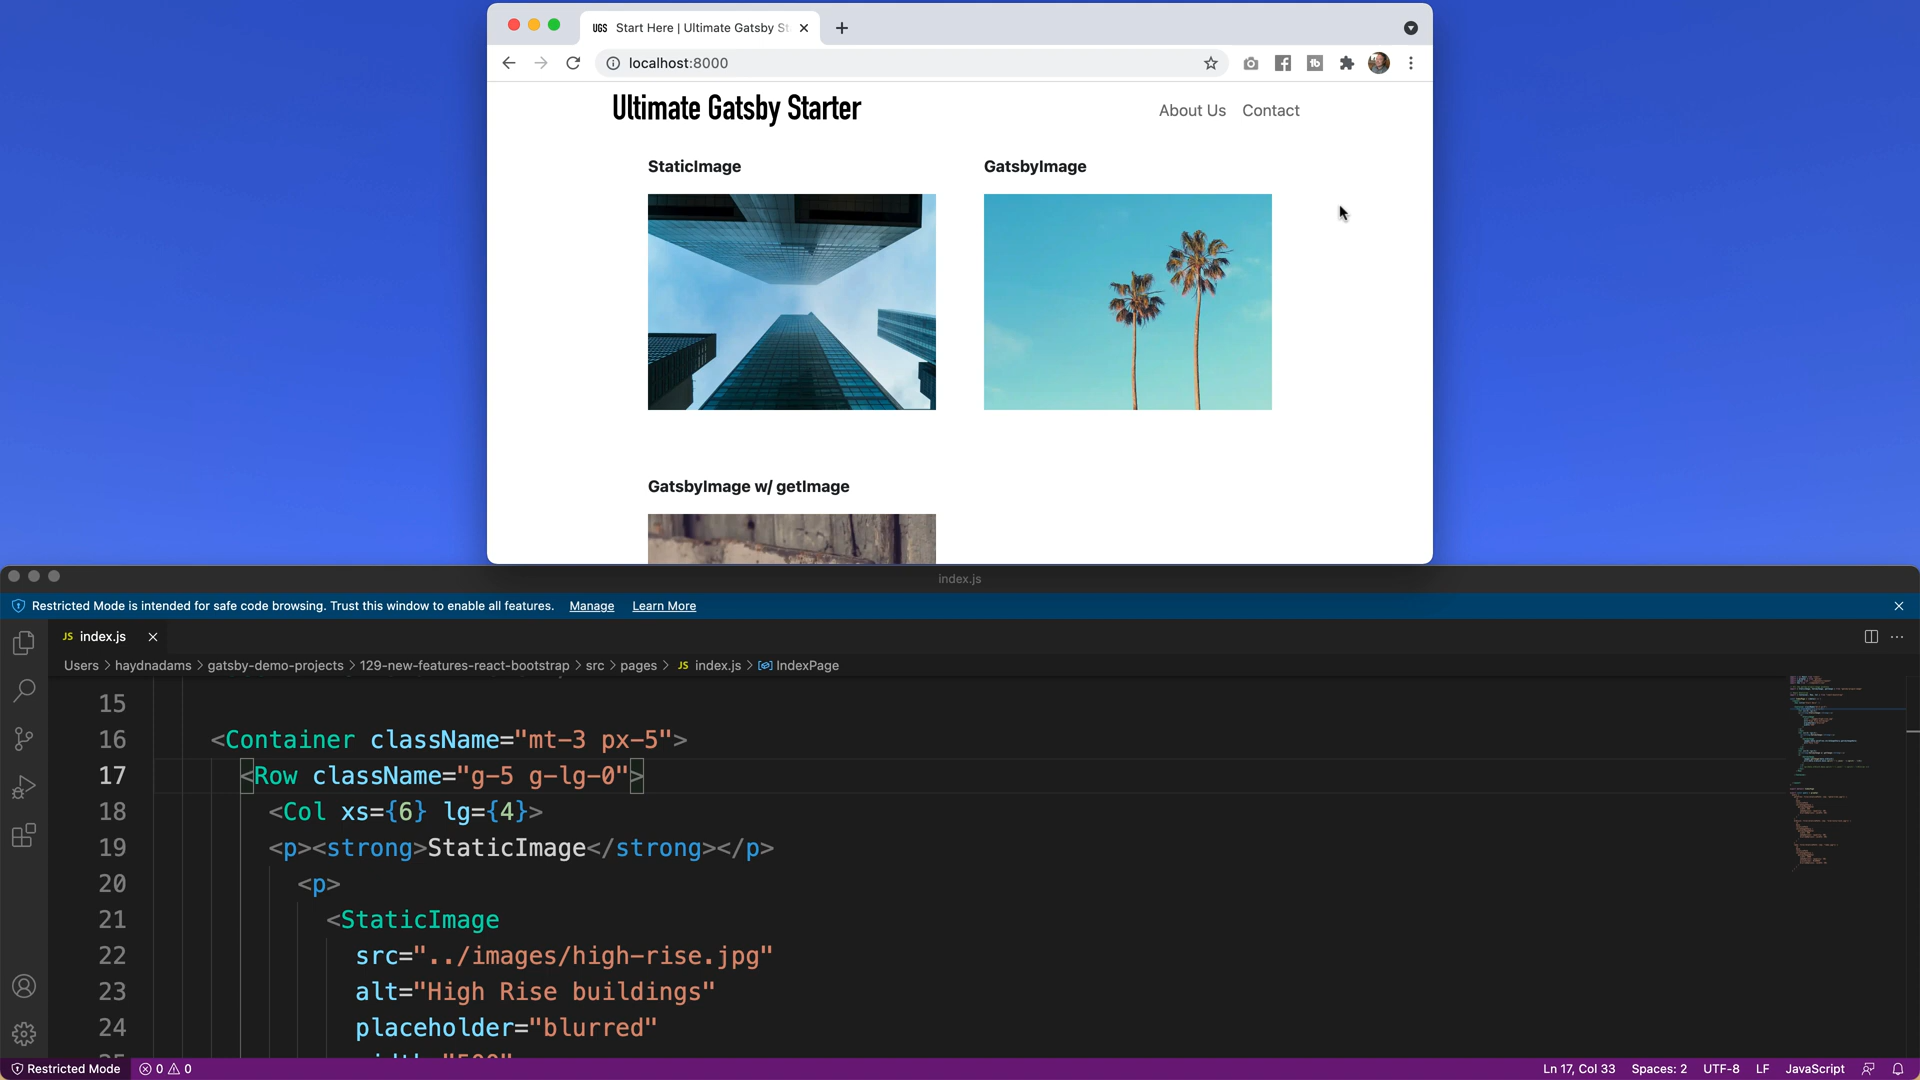 UGS Start Here | Ultimate Gatsby St
localhost:8000
Ultimate Gatsby Starter
About Us Contact
StaticImage
GatsbyImage
GatsbyImage w/ getImage
index.js
Restricted Mode is intended for safe code browsing. Trust this window to enable all features. Manage Learn More
JS index.js
Users > haydnadams > gatsby-demo-projects > 129-new-features-react-bootstrap > src > pages > JS index.js > IndexPage
15
16 <Container className="mt-3 px-5">
17 <Row className="g-5 g-lg-0">
18 <Col xs={6} lg={4}>
19 <p><strong>StaticImage</strong></p>
20 <p>
21 <StaticImage
22 src="../images/high-rise.jpg"
23 alt="High Rise buildings"
24 placeholder="blurred"
Restricted Mode 0 0 Ln 17, Col 33 Spaces: 2 UTF-8 LF JavaScript